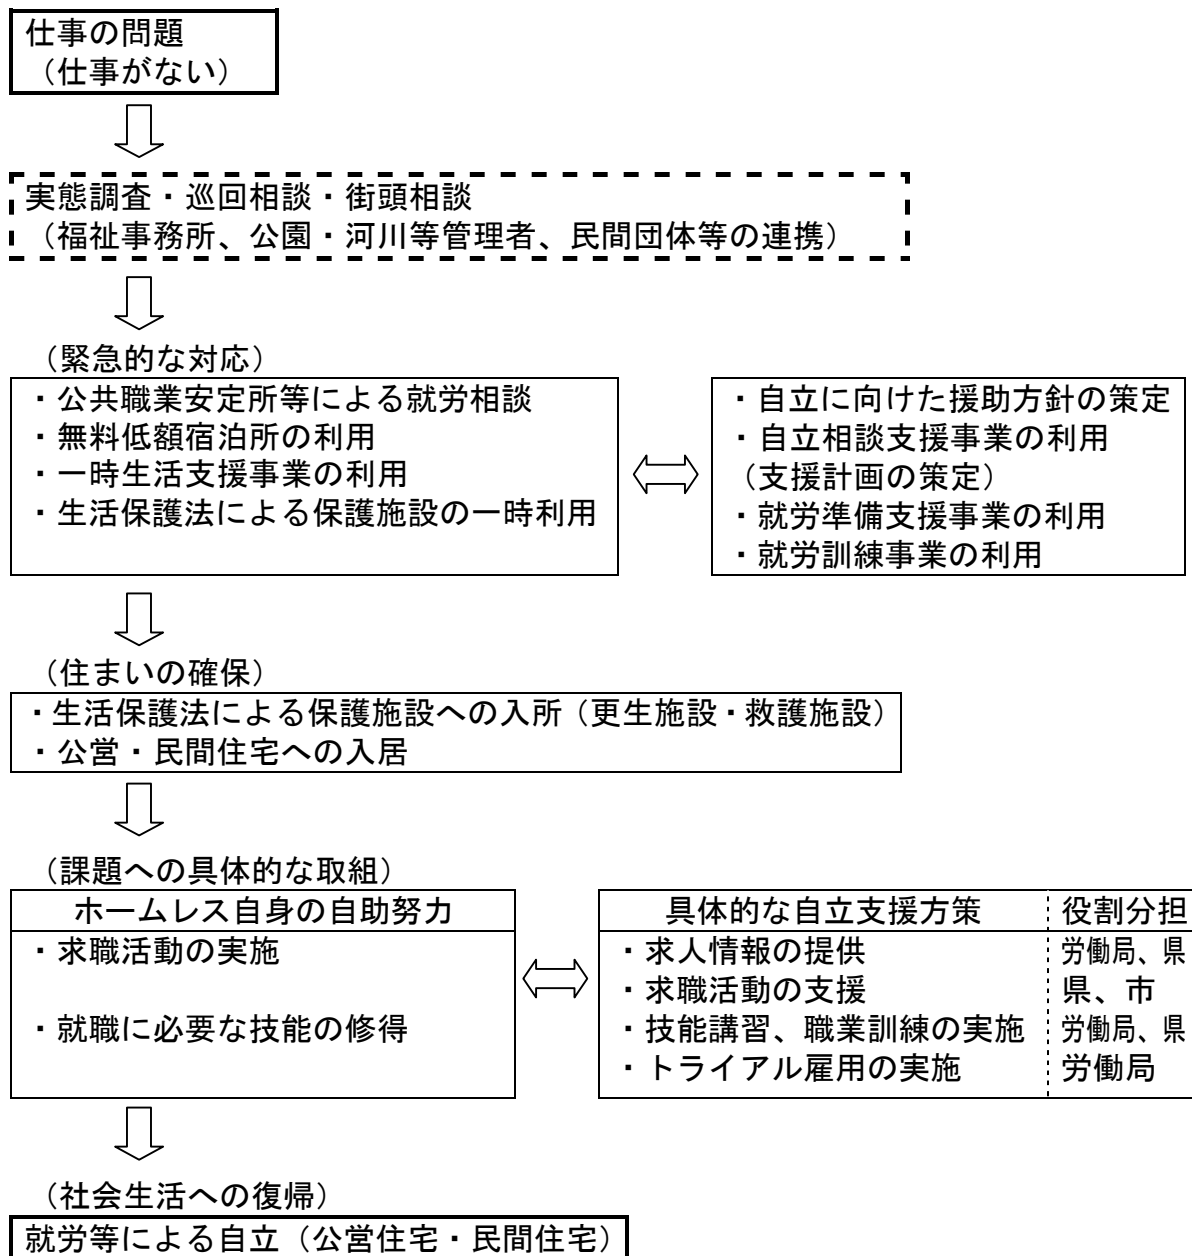 仕事の問題
（仕事がない）
実態調査・巡回相談・街頭相談
（福祉事務所、公園・河川等管理者、民間団体等の連携）
（緊急的な対応）
・公共職業安定所等による就労相談
・無料低額宿泊所の利用
・一時生活支援事業の利用
・生活保護法による保護施設の一時利用
・自立に向けた援助方針の策定
・自立相談支援事業の利用
（支援計画の策定）
・就労準備支援事業の利用
・就労訓練事業の利用
（住まいの確保）
・生活保護法による保護施設への入所（更生施設・救護施設）
・公営・民間住宅への入居
（課題への具体的な取組）
ホームレス自身の自助努力
・求職活動の実施
・就職に必要な技能の修得
具体的な自立支援方策 役割分担
・求人情報の提供 労働局、県
・求職活動の支援 県、市
・技能講習、職業訓練の実施 労働局、県
・トライアル雇用の実施 労働局
（社会生活への復帰）
就労等による自立（公営住宅・民間住宅）